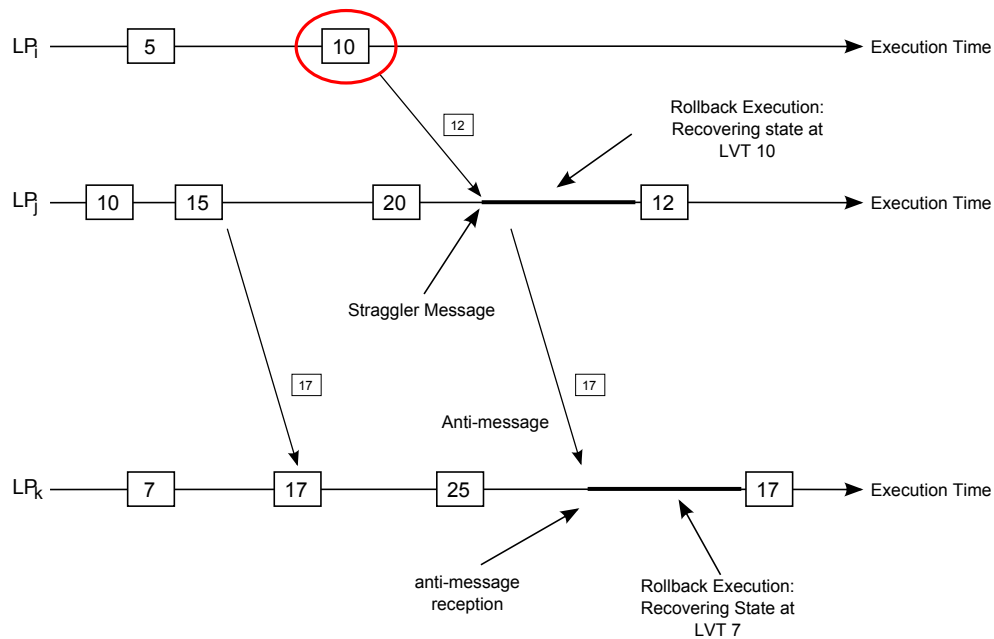 LPi
5
10
Execution Time
12
Rollback Execution:
Recovering state at
LVT 10
LPj
10
15
20
12
Execution Time
Straggler Message
17
17
Anti-message
LPk
7
17
25
17
Execution Time
anti-message
reception
Rollback Execution:
Recovering State at
LVT 7